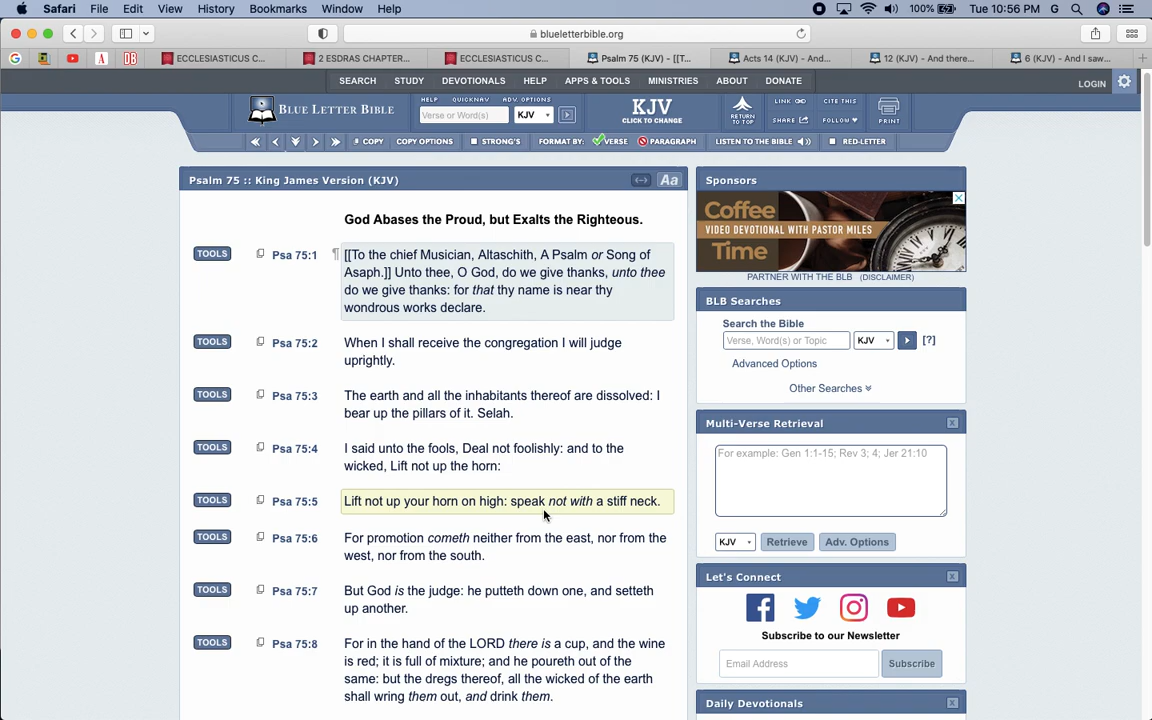 Safari File Edit View History Bookmarks Window Help 100% Tue 10:56 PM G
blueletterbible.org
A DB ECCLESIASTICUS C... 2 ESDRAS CHAPTER... ECCLESIASTICUS C... Psalm 75 (KJV) - [[T... Acts 14 (KJV) - And... 12 (KJV) - And there... 6 (KJV) - And I saw...
SEARCH STUDY DEVOTIONALS HELP APPS & TOOLS MINISTRIES ABOUT DONATE LOGIN
HELP QUICKNAV ADV. OPTIONS
BLUE LETTER BIBLE
Verse or Word(s) KJV
KJV
CLICK TO CHANGE
RETURN TO TOP
LINK CITE THIS
SHARE FOLLOW PRINT
COPY COPY OPTIONS STRONG'S FORMAT BY: VERSE PARAGRAPH LISTEN TO THE BIBLE RED-LETTER
Psalm 75 :: King James Version (KJV) Aa
God Abases the Proud, but Exalts the Righteous.
TOOLS Psa 75:1 ¶ [[To the chief Musician, Altaschith, A Psalm or Song of
Asaph.]] Unto thee, O God, do we give thanks, unto thee
do we give thanks: for that thy name is near thy
wondrous works declare.
TOOLS Psa 75:2 When I shall receive the congregation I will judge
uprightly.
TOOLS Psa 75:3 The earth and all the inhabitants thereof are dissolved: I
bear up the pillars of it. Selah.
TOOLS Psa 75:4 I said unto the fools, Deal not foolishly: and to the
wicked, Lift not up the horn:
TOOLS Psa 75:5 Lift not up your horn on high: speak not with a stiff neck.
TOOLS Psa 75:6 For promotion cometh neither from the east, nor from the
west, nor from the south.
TOOLS Psa 75:7 But God is the judge: he putteth down one, and setteth
up another.
TOOLS Psa 75:8 For in the hand of the LORD there is a cup, and the wine
is red; it is full of mixture; and he poureth out of the
same: but the dregs thereof, all the wicked of the earth
shall wring them out, and drink them.
Sponsors
Coffee
VIDEO DEVOTIONAL WITH PASTOR MILES
Time
PARTNER WITH THE BLB (DISCLAIMER)
BLB Searches
Search the Bible
Verse, Word(s) or Topic KJV [?]
Advanced Options
Other Searches
Multi-Verse Retrieval
For example: Gen 1:1-15; Rev 3; 4; Jer 21:10
KJV Retrieve Adv. Options
Let's Connect
Subscribe to our Newsletter
Email Address Subscribe
Daily Devotionals